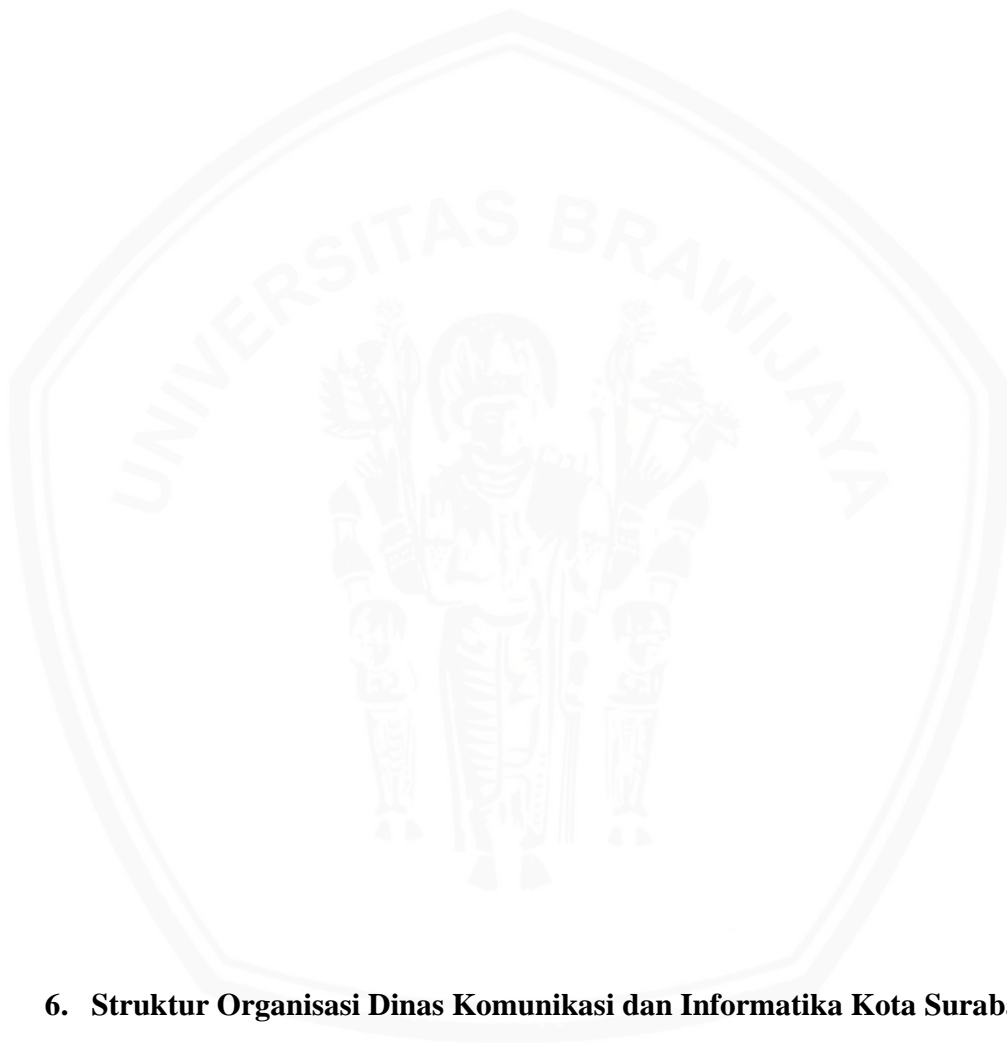 UNIVERSITAS BRAWIJAYA
6. Struktur Organisasi Dinas Komunikasi dan Informatika Kota Surab